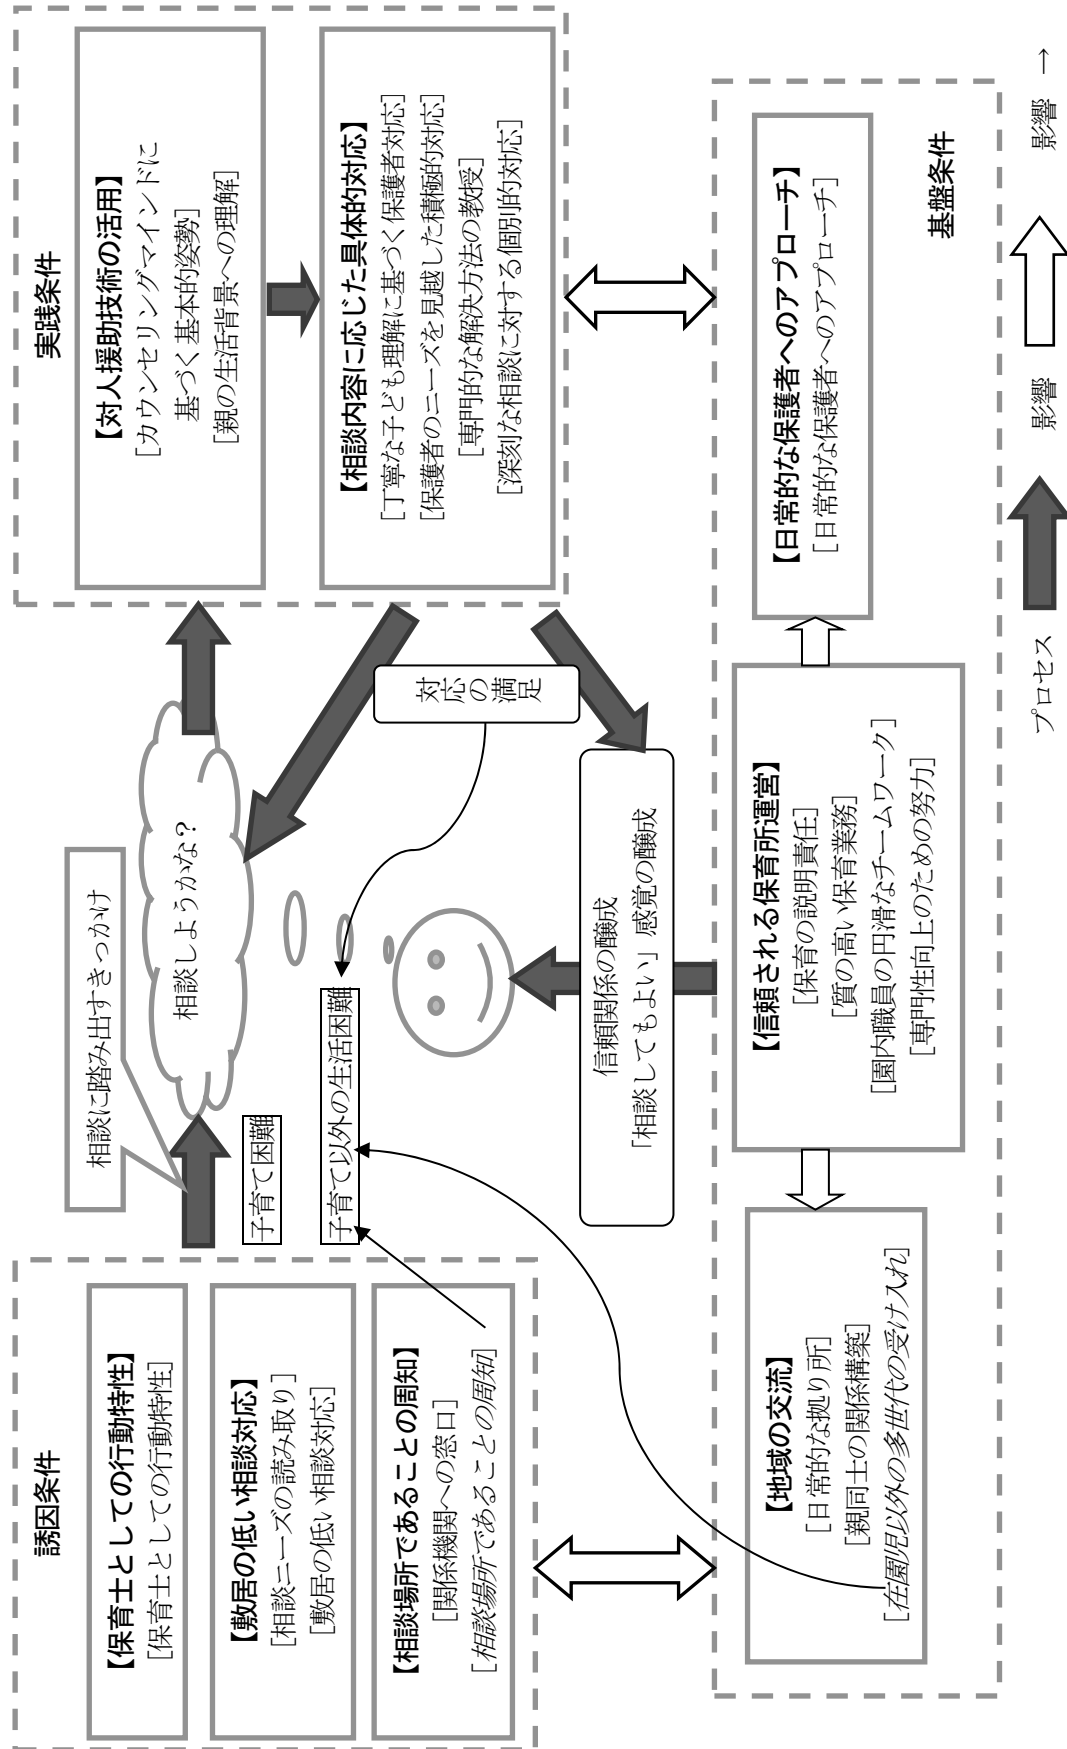 誘因条件
【保育士としての行動特性】
[保育士としての行動特性]
【敷居の低い相談対応】
[相談ニーズの読み取り]
[敷居の低い相談対応]
【相談場所であることの周知】
[関係機関への窓口]
[相談場所であることの周知]
相談に踏み出すきっかけ
相談しようかな？
子育て困難
子育て以外の生活困難
対応の
満足
信頼関係の醸成
「相談してもよい」感覚の醸成
実践条件
【対人援助技術の活用】
[カウンセリングマインドに
基づく基本的姿勢]
[親の生活背景への理解]
【相談内容に応じた具体的対応】
[丁寧な子ども理解に基づく保護者対応]
[保護者のニーズを見越した積極的対応]
[専門的な解決方法の教授]
[深刻な相談に対する個別的対応]
【地域の交流】
[日常的な拠り所]
[親同士の関係構築]
[在園児以外の多世代の受け入れ]
【信頼される保育所運営】
[保育の説明責任]
[質の高い保育業務]
[園内職員の円滑なチームワーク]
[専門性向上のための努力]
【日常的な保護者へのアプローチ】
[日常的な保護者へのアプローチ]
基盤条件
プロセス
影響
影響 →